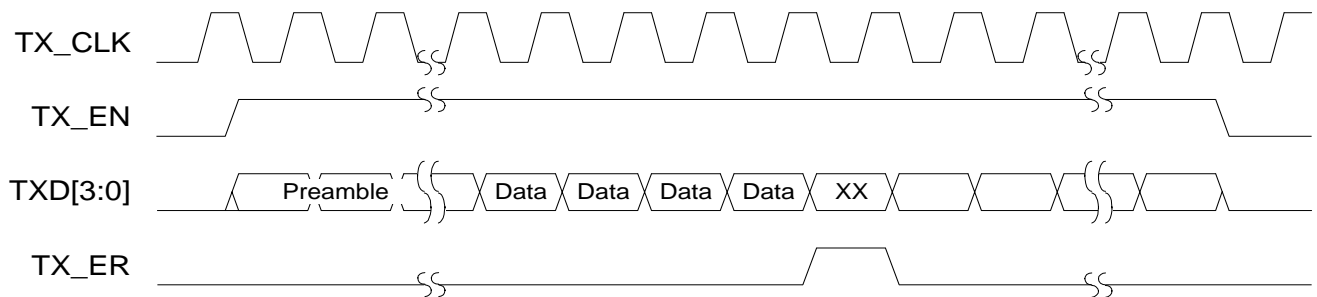 TX_CLK
TX_EN
TXD[3:0] Preamble Data Data Data Data XX
TX_ER